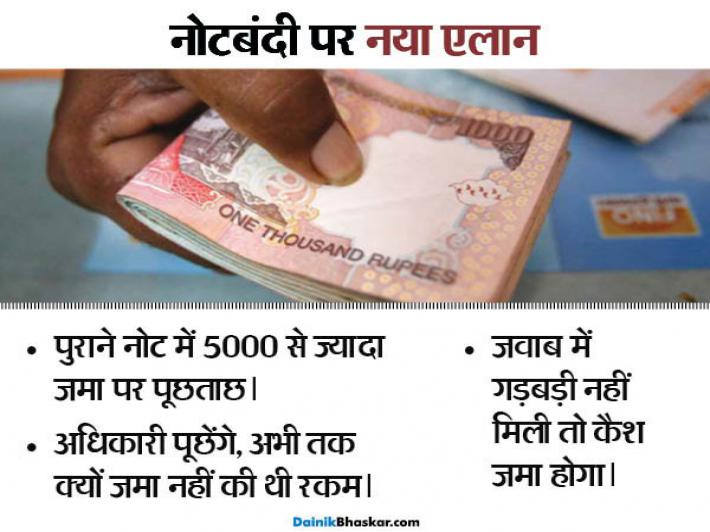 नोटबंदी पर नया एलान
1000
ONE THOUSAND RUPEES
• पुराने नोट में 5000 से ज्यादा
जमा पर पूछताछ।
• अधिकारी पूछेंगे, अभी तक
क्यों जमा नहीं की थी रकम।
• जवाब में
गड़बड़ी नहीं
मिली तो कैश
जमा होगा।
DainikBhaskar.com